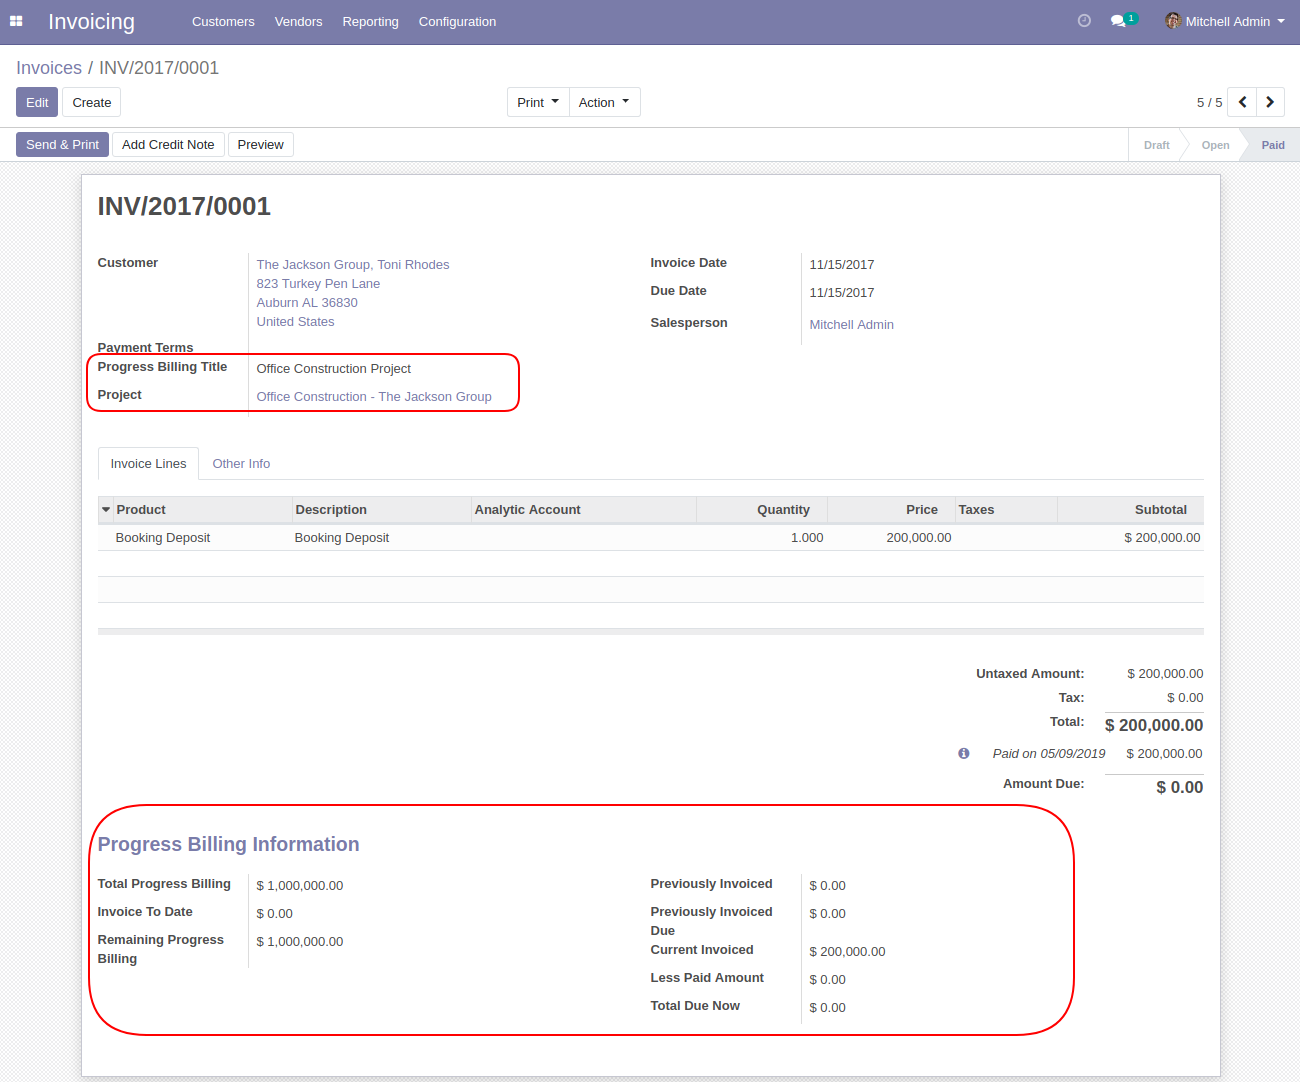 Invoicing Customers Vendors Reporting Configuration 1 Mitchell Admin
Invoices / INV/2017/0001
Edit Create Print Action 5 / 5
Send & Print Add Credit Note Preview Draft Open Paid
INV/2017/0001
Customer The Jackson Group, Toni Rhodes
823 Turkey Pen Lane
Auburn AL 36830
United States
Payment Terms
Progress Billing Title Office Construction Project
Project Office Construction - The Jackson Group
Invoice Date 11/15/2017
Due Date 11/15/2017
Salesperson Mitchell Admin
Invoice Lines Other Info
Product Description Analytic Account Quantity Price Taxes Subtotal
Booking Deposit Booking Deposit 1.000 200,000.00 $ 200,000.00
Untaxed Amount: $ 200,000.00
Tax: $ 0.00
Total: $ 200,000.00
Paid on 05/09/2019 $ 200,000.00
Amount Due: $ 0.00
Progress Billing Information
Total Progress Billing $ 1,000,000.00
Invoice To Date $ 0.00
Remaining Progress $ 1,000,000.00
Billing
Previously Invoiced $ 0.00
Previously Invoiced $ 0.00
Due
Current Invoiced $ 200,000.00
Less Paid Amount $ 0.00
Total Due Now $ 0.00